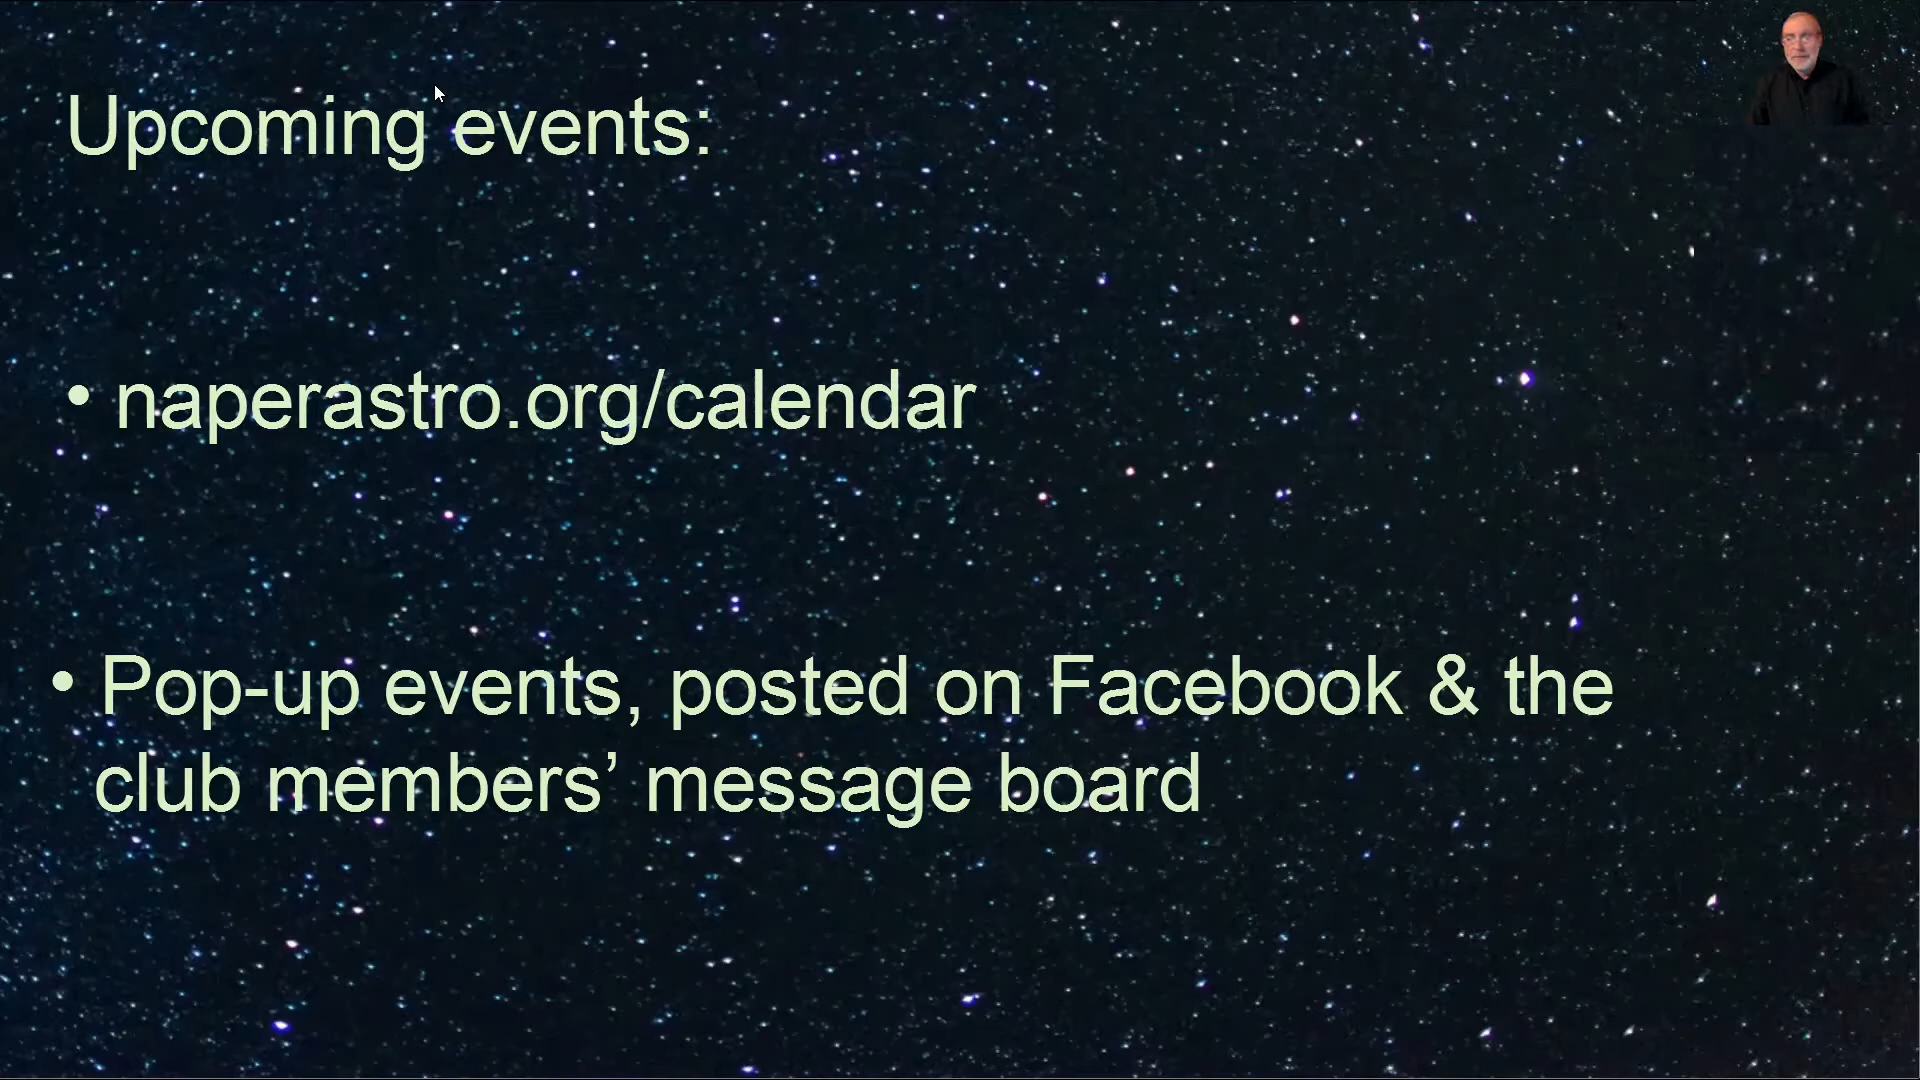 Upcoming events:
• naperastro.org/calendar
• Pop-up events, posted on Facebook & the
club members’ message board